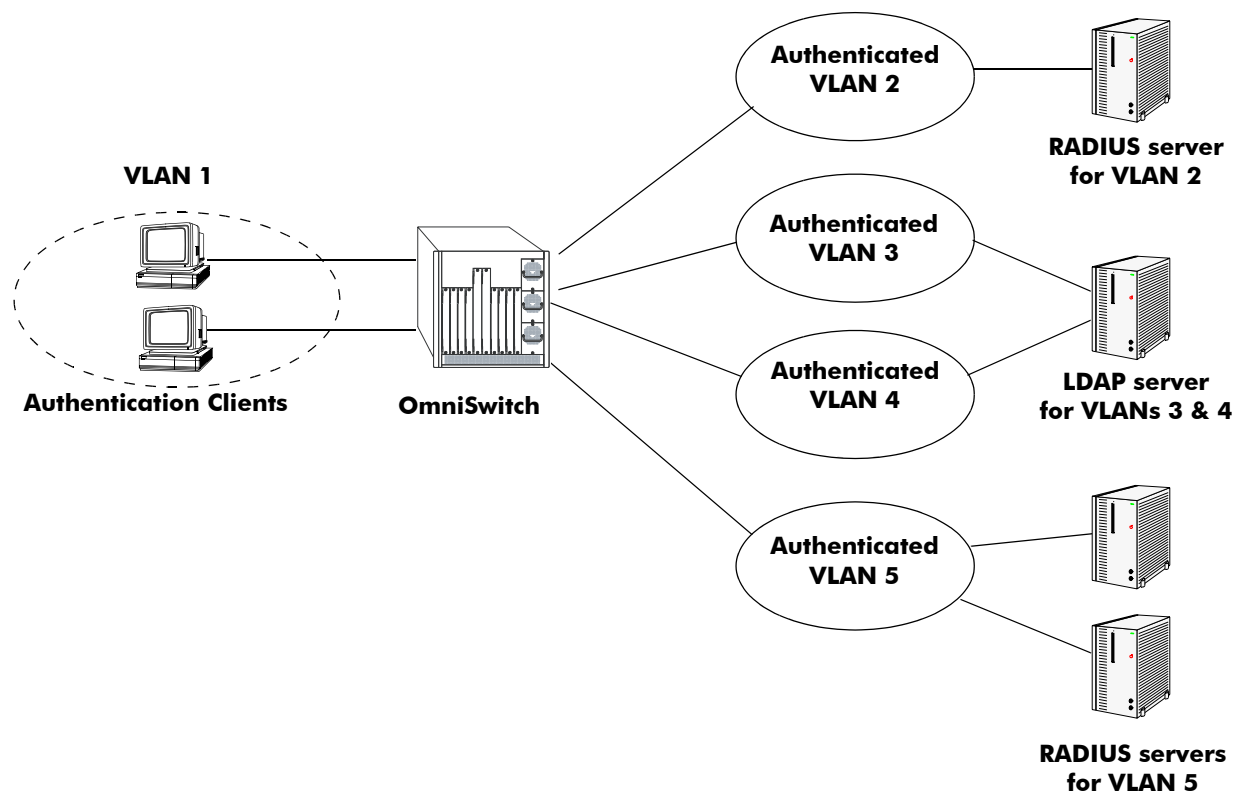 Authenticated
VLAN 2
RADIUS server
for VLAN 2
VLAN 1
Authentication Clients
OmniSwitch
Authenticated
VLAN 3
Authenticated
VLAN 4
LDAP server
for VLANs 3 & 4
Authenticated
VLAN 5
RADIUS servers
for VLAN 5